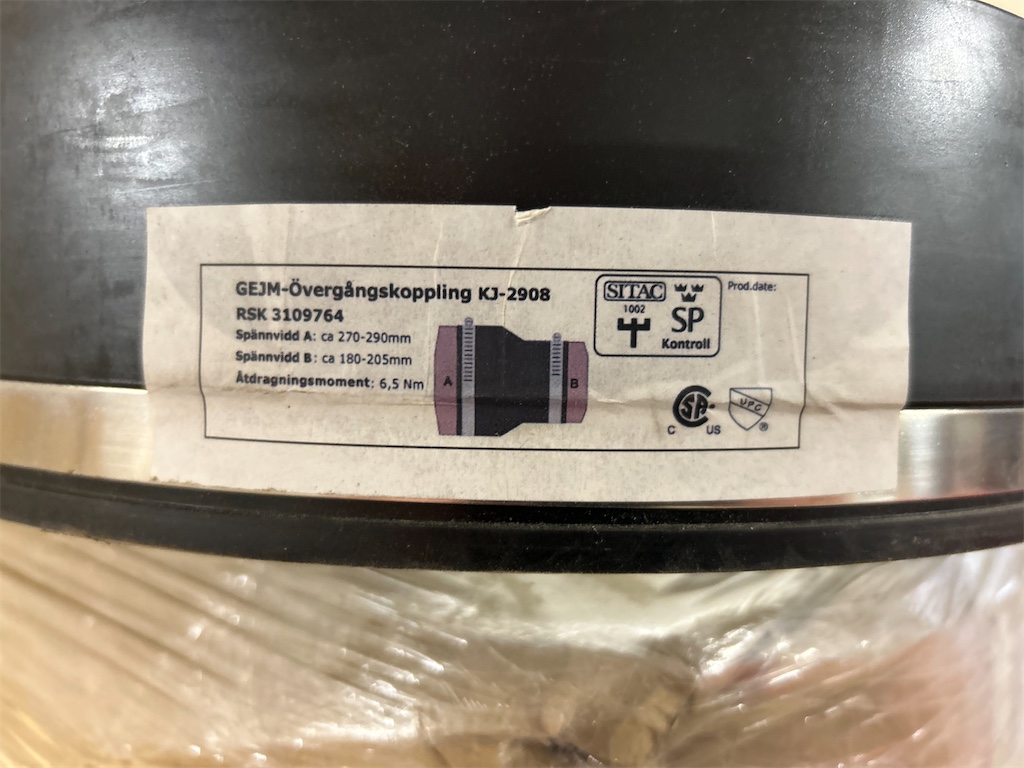 GEJM-Övergångskoppling KJ-2908
RSK 3109764
Spännvidd A: ca 270-290mm
Spännvidd B: ca 180-205mm
Åtdragningsmoment: 6,5 Nm
A
B
SITAC
1002
SP
Kontroll
Prod.date:
SA
C US
UPC
®